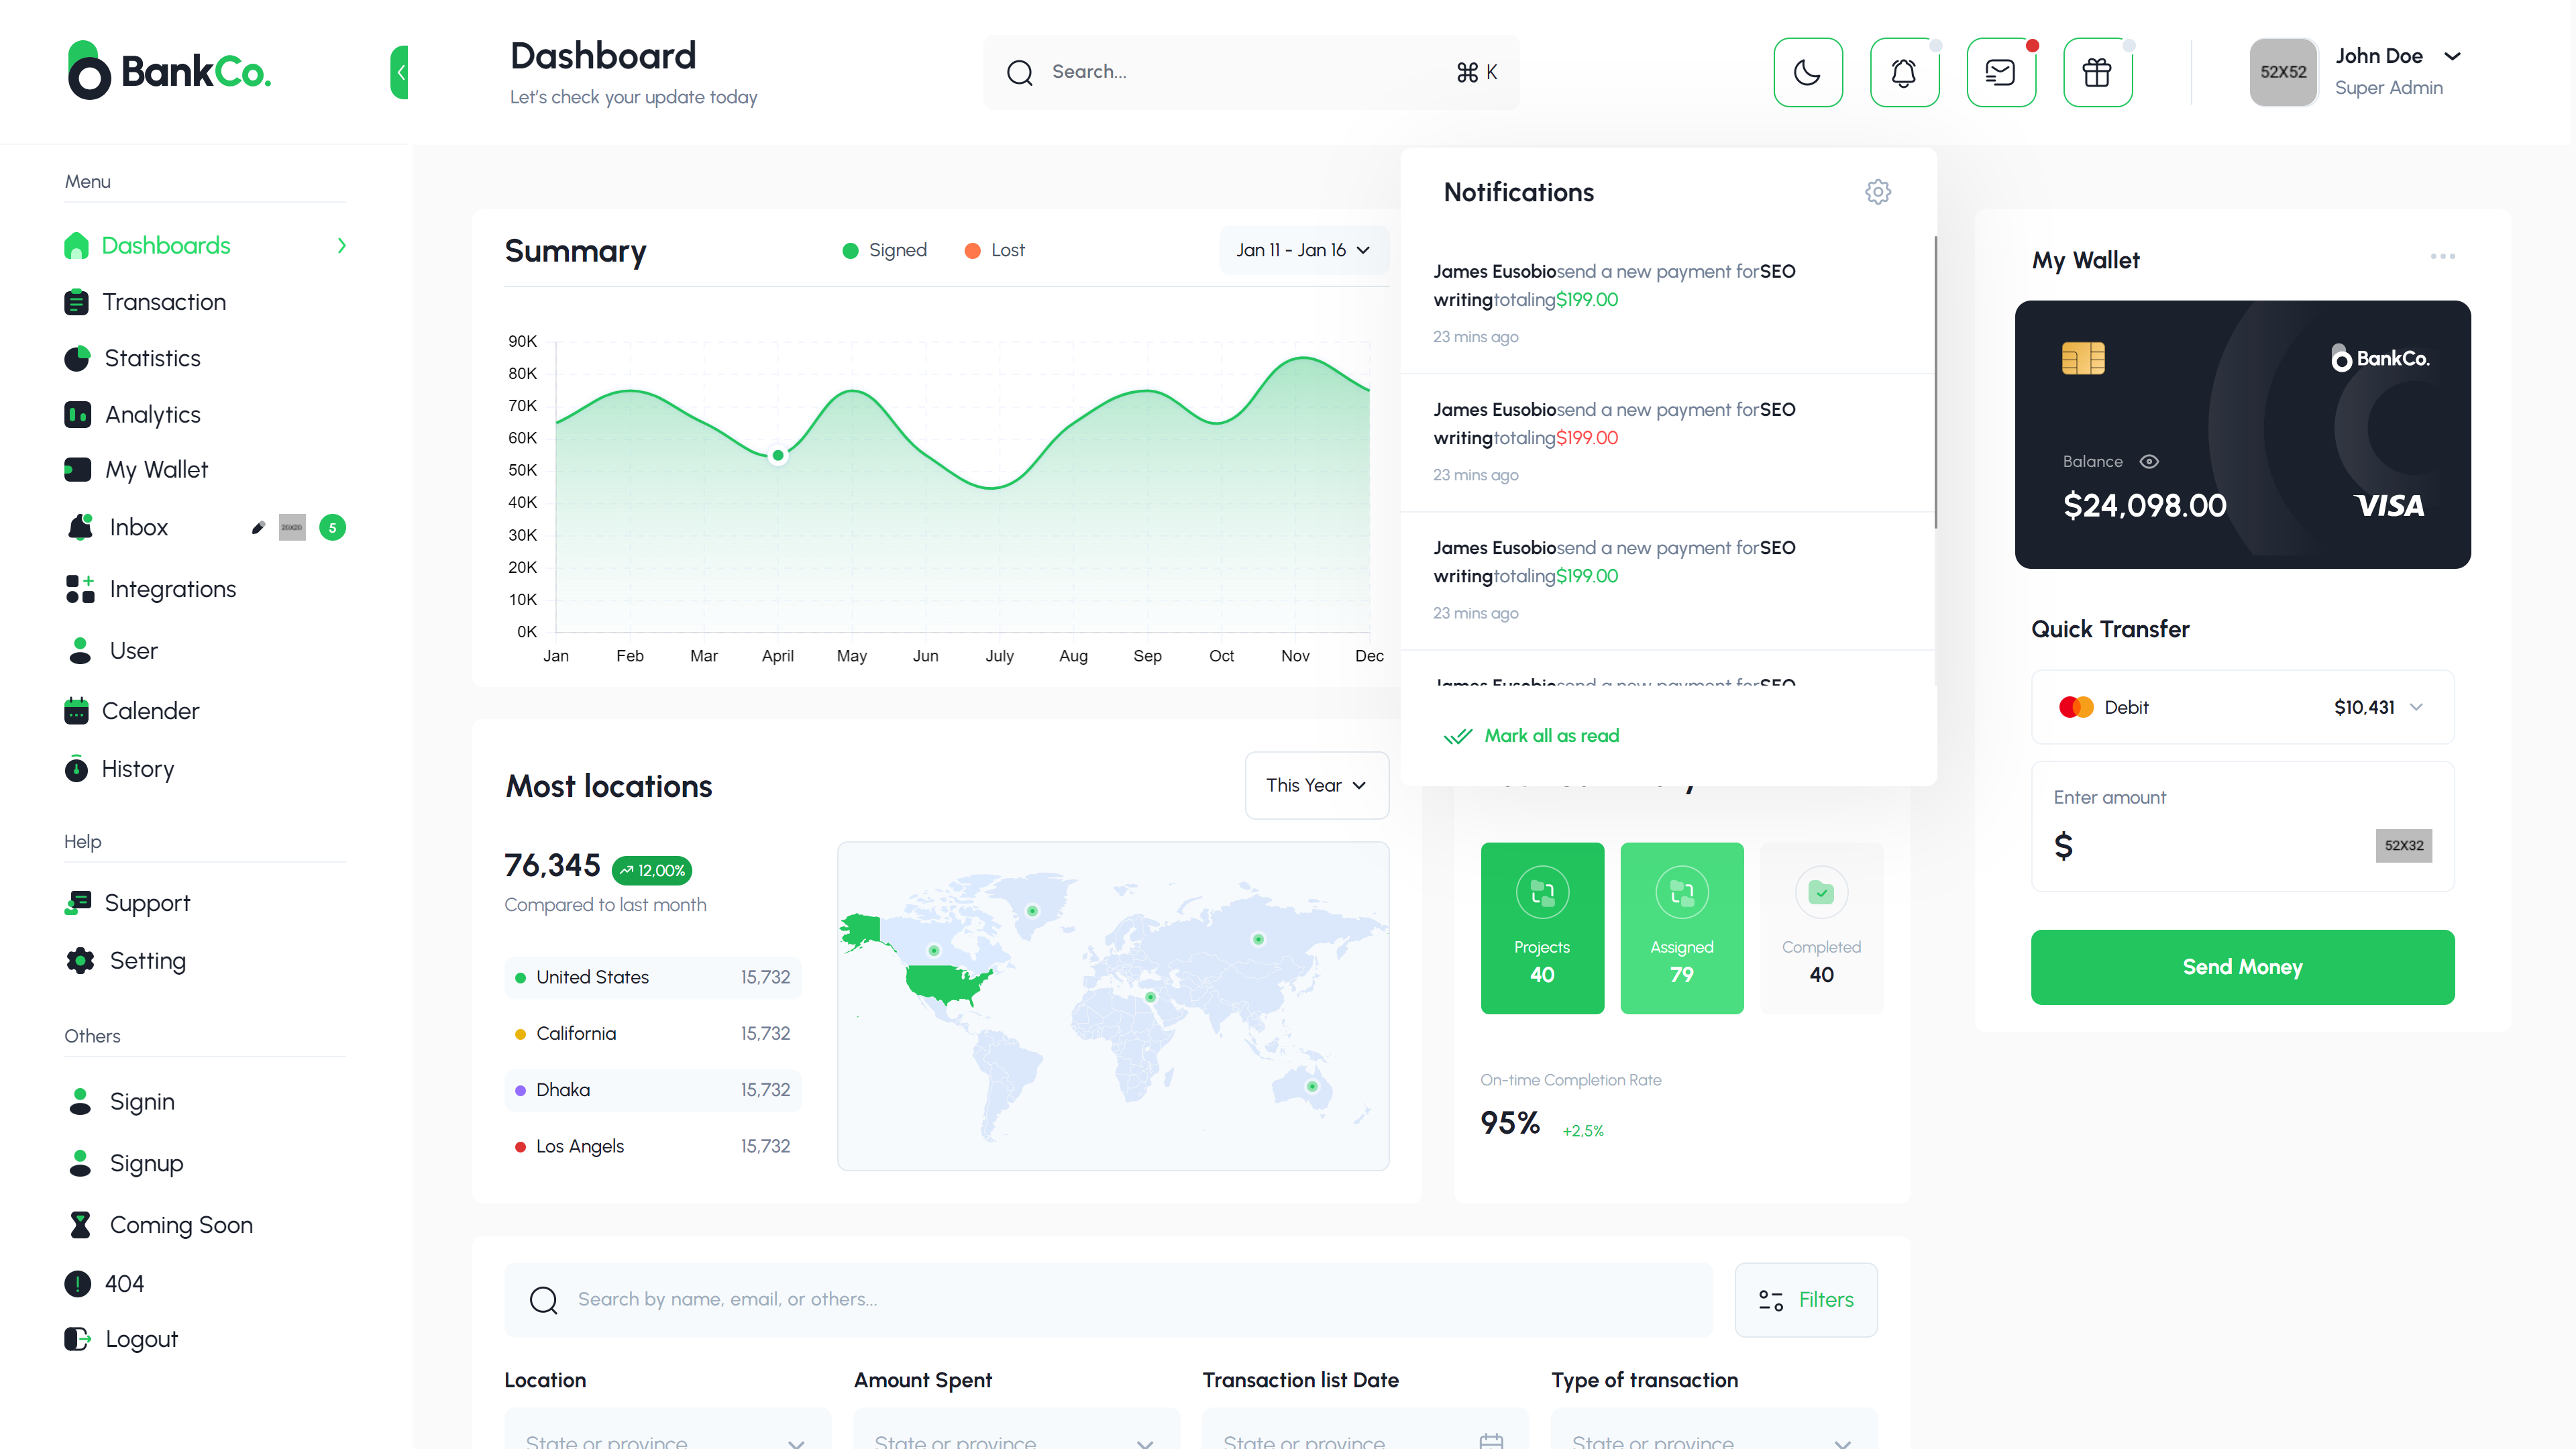 BankCo.
Dashboard
Let's check your update today
Search...
⌘ K
52X52
John Doe
Super Admin
Menu
Dashboards
Transaction
Statistics
Analytics
My Wallet
Inbox
20X20
5
Integrations
User
Calender
History
Help
Support
Setting
Others
Signin
Signup
Coming Soon
404
Logout
Summary
Signed
Lost
Jan 11 - Jan 16
90K
80K
70K
60K
50K
40K
30K
20K
10K
0K
Jan Feb Mar April May Jun July Aug Sep Oct Nov Dec
Notifications
James Eusobiosend a new payment forSEO
writingtotaling$199.00
23 mins ago
James Eusobiosend a new payment forSEO
writingtotaling$199.00
23 mins ago
James Eusobiosend a new payment forSEO
writingtotaling$199.00
23 mins ago
James Eusobiosend a new payment forSEO
Mark all as read
My Wallet
BankCo.
Balance
$24,098.00
VISA
Quick Transfer
Debit
$10,431
Enter amount
$
52X32
Send Money
Most locations
This Year
76,345
12,00%
Compared to last month
United States 15,732
California 15,732
Dhaka 15,732
Los Angels 15,732
Projects
40
Assigned
79
Completed
40
On-time Completion Rate
95%
+2,5%
Search by name, email, or others...
Filters
Location
Amount Spent
Transaction list Date
Type of transaction
State or province
State or province
State or province
State or province